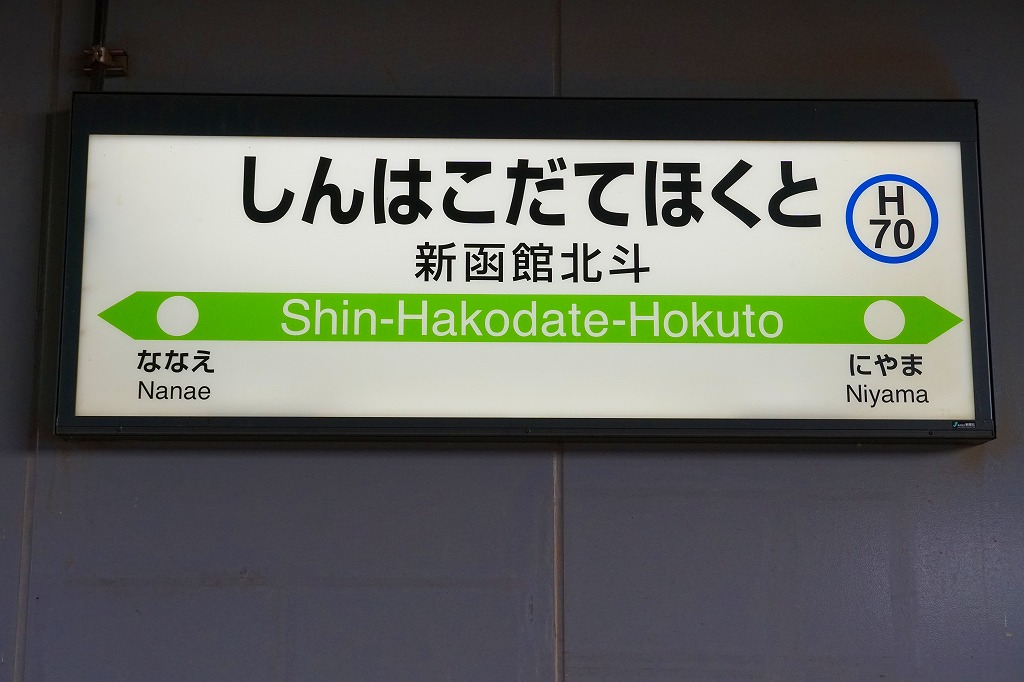 しんはこだてほくと
H
70
新函館北斗
Shin-Hakodate-Hokuto
ななえ
Nanae
にやま
Niyama